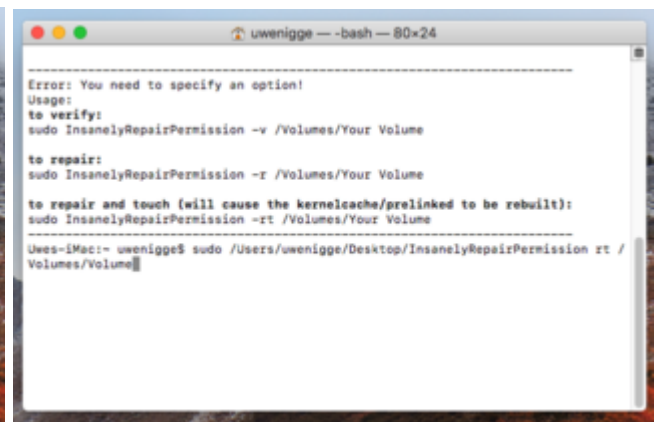 uwenigge — -bash — 80×24
--------------------------------------------------------------------------
Error: You need to specify an option!
Usage:
to verify:
sudo InsanelyRepairPermission -v /Volumes/Your Volume
to repair:
sudo InsanelyRepairPermission -r /Volumes/Your Volume
to repair and touch (will cause the kernelcache/prelinked to be rebuilt):
sudo InsanelyRepairPermission -rt /Volumes/Your Volume
--------------------------------------------------------------------------
Uwes-iMac:~ uwenigge$ sudo /Users/uwenigge/Desktop/InsanelyRepairPermission rt /
Volumes/Volume